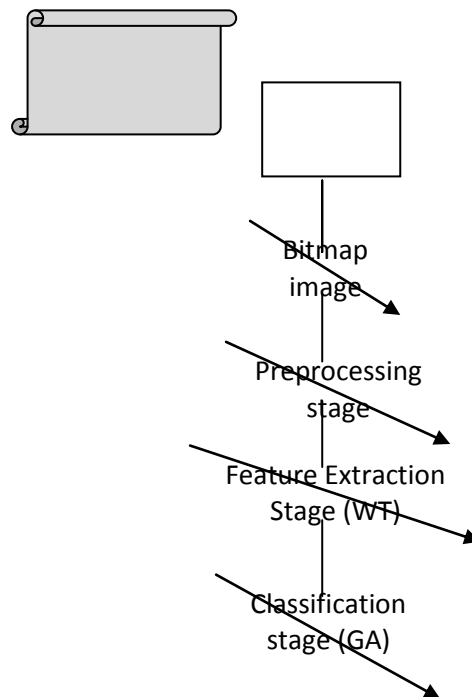 Bitmap
image
Preprocessing
stage
Feature Extraction
Stage (WT)
Classification
stage (GA)